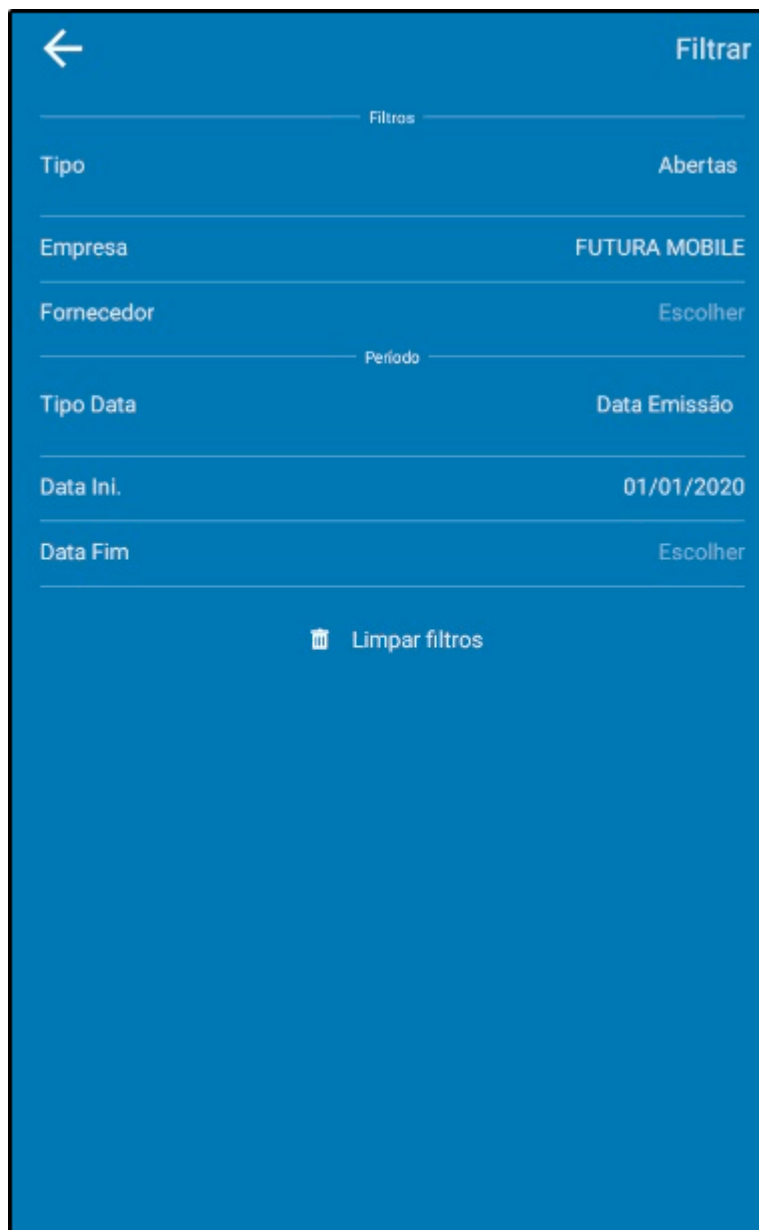 Filtrar
Filtros
Tipo Abertas
Empresa FUTURA MOBILE
Fornecedor Escolher
Período
Tipo Data Data Emissão
Data Ini. 01/01/2020
Data Fim Escolher
Limpar filtros